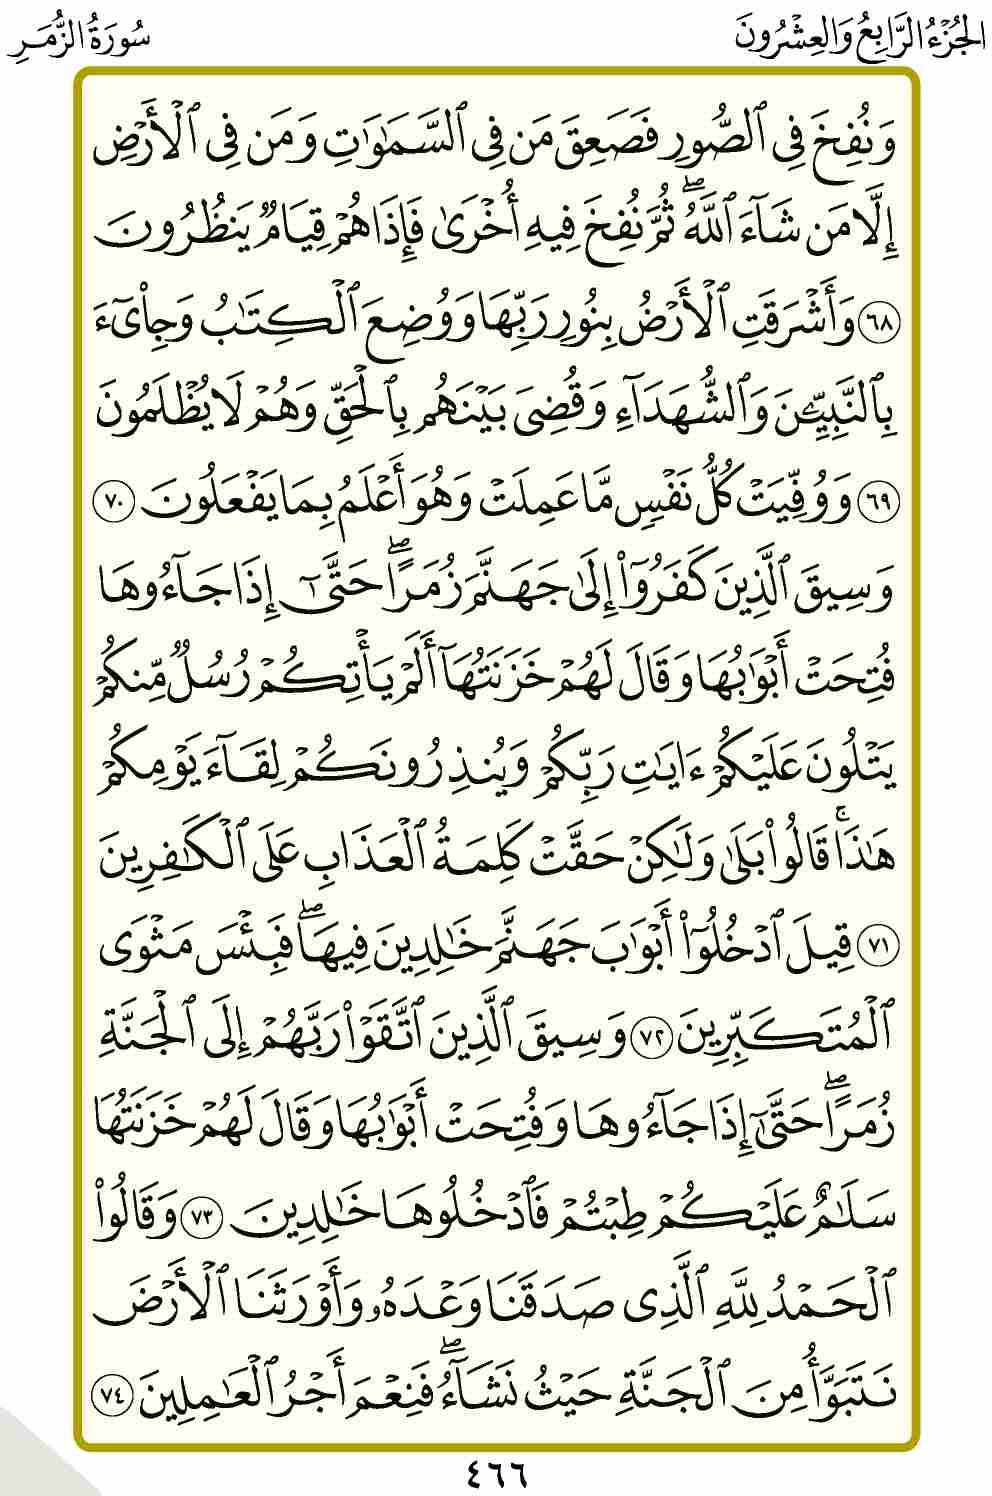 الجُزْءُ الرَّابِعُ وَالعِشْرُونَ
سُورَةُ الزُّمَرِ
وَنُفِخَ فِي ٱلصُّورِ فَصَعِقَ مَن فِي ٱلسَّمَٰوَٰتِ وَمَن فِي ٱلْأَرْضِ
إِلَّا مَن شَآءَ ٱللَّهُ ۖ ثُمَّ نُفِخَ فِيهِ أُخْرَىٰ فَإِذَا هُمْ قِيَامٌ يَنظُرُونَ
٦٨ وَأَشْرَقَتِ ٱلْأَرْضُ بِنُورِ رَبِّهَا وَوُضِعَ ٱلْكِتَٰبُ وَجِا۟ىٓءَ
بِٱلنَّبِيِّـۧنَ وَٱلشُّهَدَآءِ وَقُضِيَ بَيْنَهُم بِٱلْحَقِّ وَهُمْ لَا يُظْلَمُونَ
٦٩ وَوُفِّيَتْ كُلُّ نَفْسٍ مَّا عَمِلَتْ وَهُوَ أَعْلَمُ بِمَا يَفْعَلُونَ ٧٠
وَسِيقَ ٱلَّذِينَ كَفَرُوٓا۟ إِلَىٰ جَهَنَّمَ زُمَرًا ۖ حَتَّىٰٓ إِذَا جَآءُوهَا
فُتِحَتْ أَبْوَٰبُهَا وَقَالَ لَهُمْ خَزَنَتُهَآ أَلَمْ يَأْتِكُمْ رُسُلٌ مِّنكُمْ
يَتْلُونَ عَلَيْكُمْ ءَايَٰتِ رَبِّكُمْ وَيُنذِرُونَكُمْ لِقَآءَ يَوْمِكُمْ
هَٰذَا ۚ قَالُوا۟ بَلَىٰ وَلَٰكِنْ حَقَّتْ كَلِمَةُ ٱلْعَذَابِ عَلَى ٱلْكَٰفِرِينَ
٧١ قِيلَ ٱدْخُلُوٓا۟ أَبْوَٰبَ جَهَنَّمَ خَٰلِدِينَ فِيهَا ۖ فَبِئْسَ مَثْوَى
ٱلْمُتَكَبِّرِينَ ٧٢ وَسِيقَ ٱلَّذِينَ ٱتَّقَوْا۟ رَبَّهُمْ إِلَى ٱلْجَنَّةِ
زُمَرًا ۖ حَتَّىٰٓ إِذَا جَآءُوهَا وَفُتِحَتْ أَبْوَٰبُهَا وَقَالَ لَهُمْ خَزَنَتُهَا
سَلَٰمٌ عَلَيْكُمْ طِبْتُمْ فَٱدْخُلُوهَا خَٰلِدِينَ ٧٣ وَقَالُوا۟
ٱلْحَمْدُ لِلَّهِ ٱلَّذِي صَدَقَنَا وَعْدَهُۥ وَأَوْرَثَنَا ٱلْأَرْضَ
نَتَبَوَّأُ مِنَ ٱلْجَنَّةِ حَيْثُ نَشَآءُ ۖ فَنِعْمَ أَجْرُ ٱلْعَٰمِلِينَ ٧٤
٤٦٦